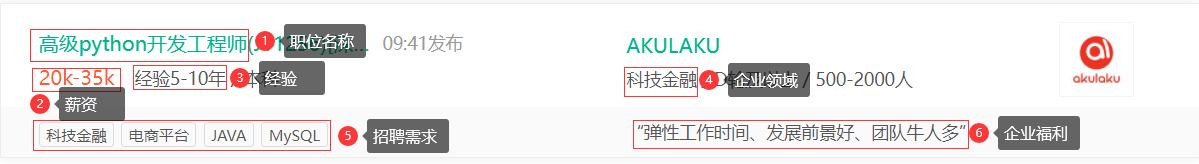 高级python开发工程师(J11250)... 1 职位名称 09:41发布
AKULAKU
20k-35k 经验5-10年 3 经验
科技金融 4 企业领域 / 500-2000人
akulaku
2 薪资
科技金融 电商平台 JAVA MySQL 5 招聘需求
“弹性工作时间、发展前景好、团队牛人多” 6 企业福利